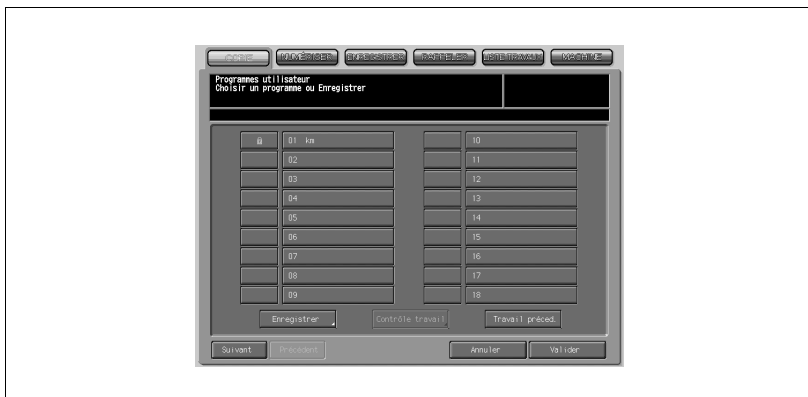 COPIE NUMÉRISER ENREGISTRER RAPPELER LISTE TRAVAUX MACHINE
Programmes utilisateur
Choisir un programme ou Enregistrer
01 km 10
02 11
03 12
04 13
05 14
06 15
07 16
08 17
09 18
Enregistrer Contrôle travail Travail préced.
Suivant Précédent Annuler Valider